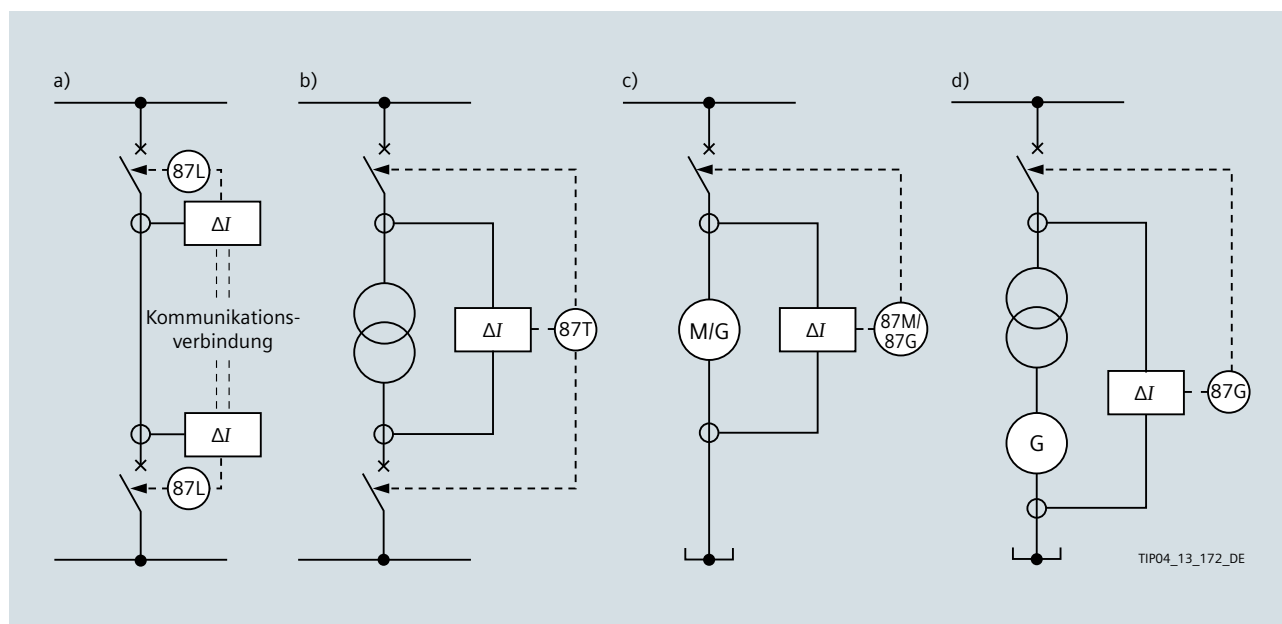 a)
b)
c)
d)
87L
ΔI
Kommunikations-
verbindung
ΔI
87L
ΔI
87T
M/G
ΔI
87M/
87G
G
ΔI
87G
TIP04_13_172_DE